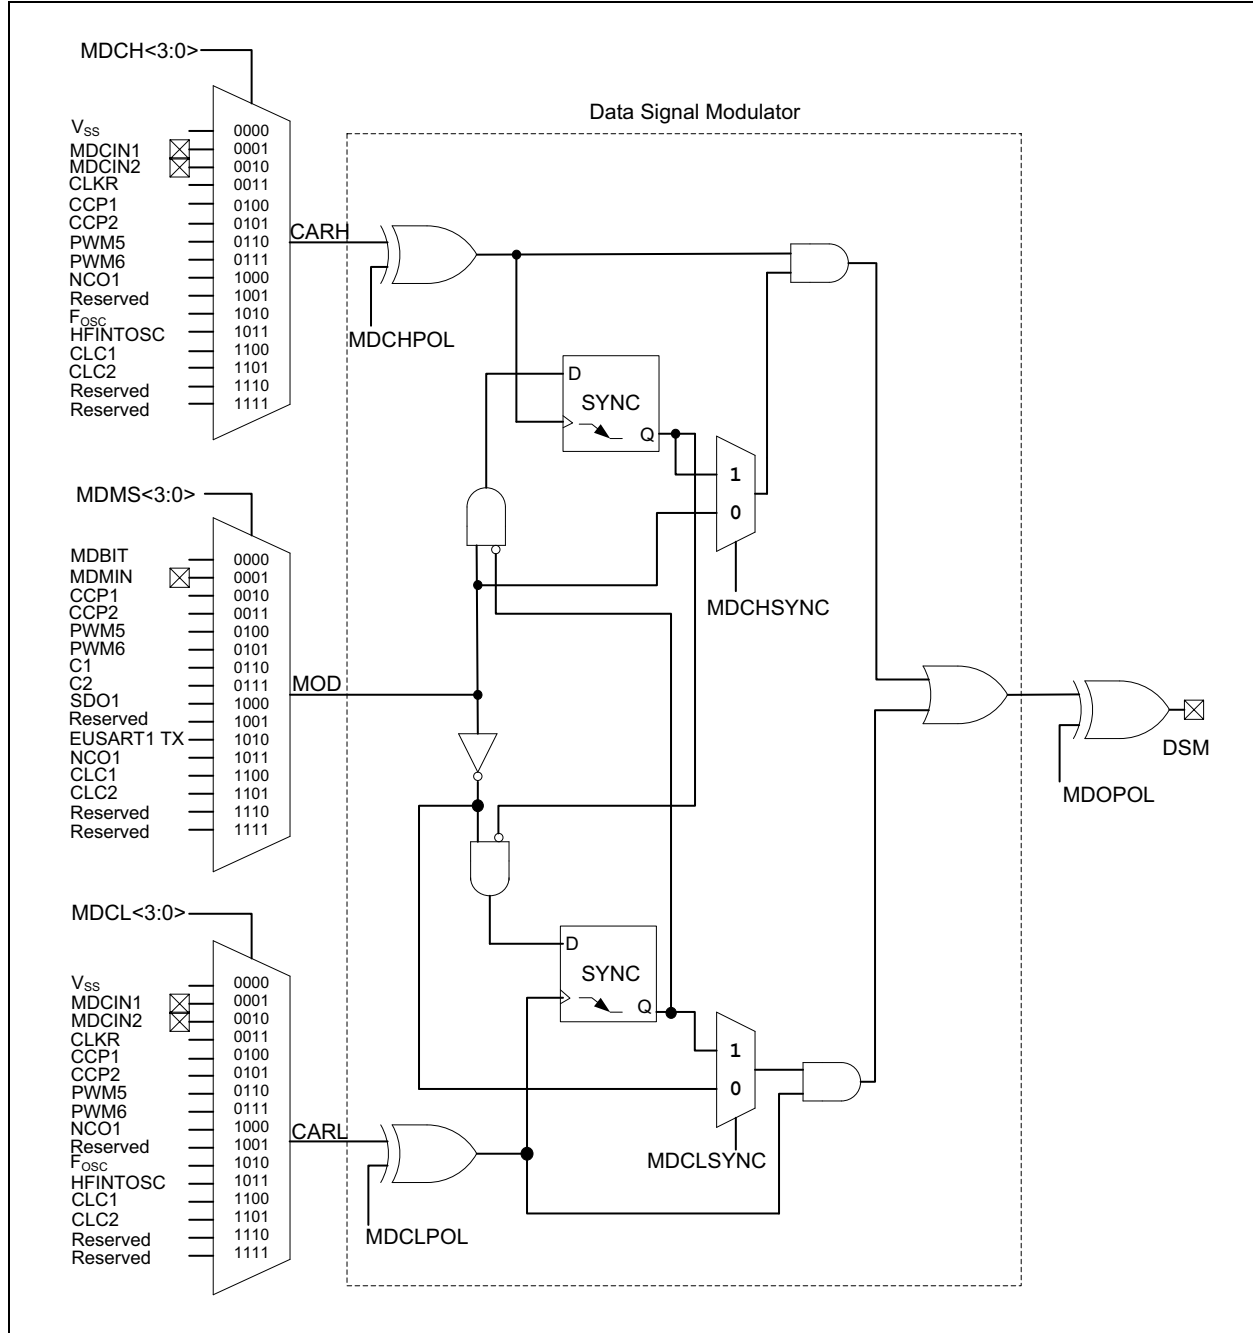 MDCH<3:0>
Data Signal Modulator
VSS 0000
MDCIN1 0001
MDCIN2 0010
CLKR 0011
CCP1 0100
CCP2 0101
PWM5 0110
PWM6 0111
NCO1 1000
Reserved 1001
FOSC 1010
HFINTOSC 1011
CLC1 1100
CLC2 1101
Reserved 1110
Reserved 1111
CARH
MDCHPOL
D
SYNC
Q
1
0
MDCHSYNC
MDMS<3:0>
MDBIT 0000
MDMIN 0001
CCP1 0010
CCP2 0011
PWM5 0100
PWM6 0101
C1 0110
C2 0111
SDO1 1000
Reserved 1001
EUSART1 TX 1010
NCO1 1011
CLC1 1100
CLC2 1101
Reserved 1110
Reserved 1111
MOD
DSM
MDOPOL
MDCL<3:0>
VSS 0000
MDCIN1 0001
MDCIN2 0010
CLKR 0011
CCP1 0100
CCP2 0101
PWM5 0110
PWM6 0111
NCO1 1000
Reserved 1001
FOSC 1010
HFINTOSC 1011
CLC1 1100
CLC2 1101
Reserved 1110
Reserved 1111
CARL
MDCLPOL
D
SYNC
Q
1
0
MDCLSYNC